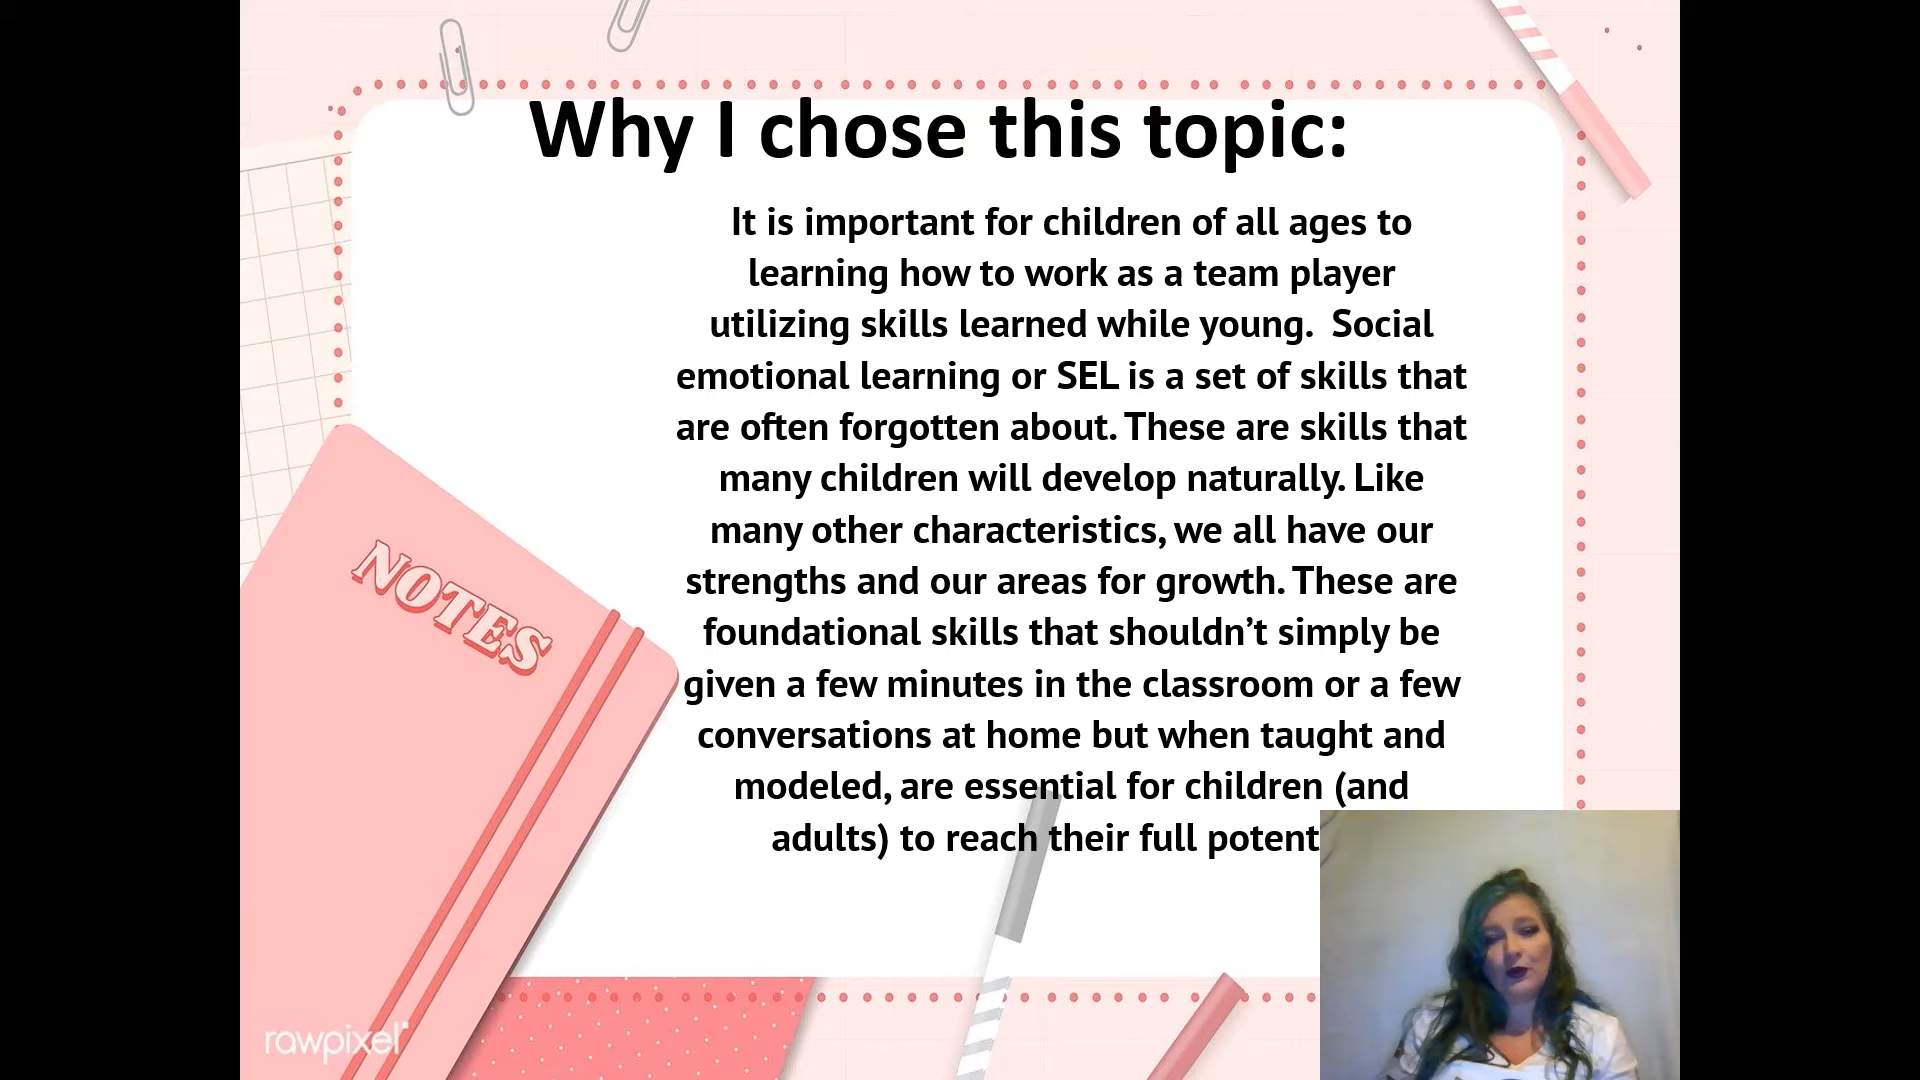 Why I chose this topic:
It is important for children of all ages to
learning how to work as a team player
utilizing skills learned while young.  Social
emotional learning or SEL is a set of skills that
are often forgotten about. These are skills that
many children will develop naturally. Like
many other characteristics, we all have our
strengths and our areas for growth. These are
foundational skills that shouldn’t simply be
given a few minutes in the classroom or a few
conversations at home but when taught and
modeled, are essential for children (and
adults) to reach their full potent
NOTES
rawpixel